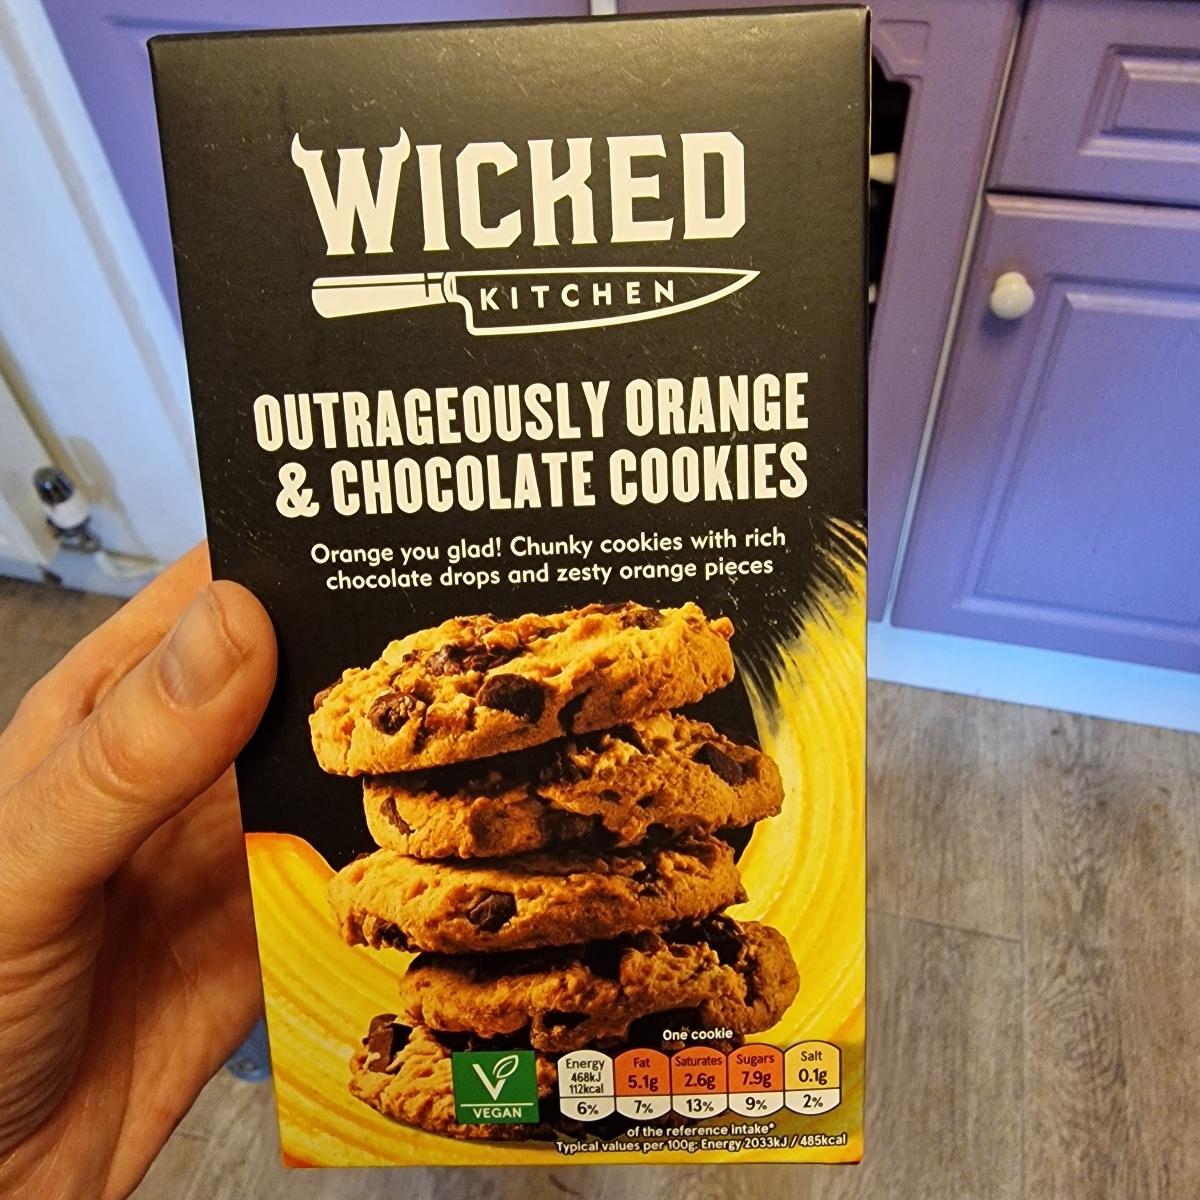 WICKED
KITCHEN
OUTRAGEOUSLY ORANGE
& CHOCOLATE COOKIES
Orange you glad! Chunky cookies with rich
chocolate drops and zesty orange pieces
One cookie
Energy 468kJ 112kcal 6%
Fat 5.1g 7%
Saturates 2.6g 13%
Sugars 7.9g 9%
Salt 0.1g 2%
VEGAN
of the reference intake*
Typical values per 100g: Energy 2033kJ / 485kcal